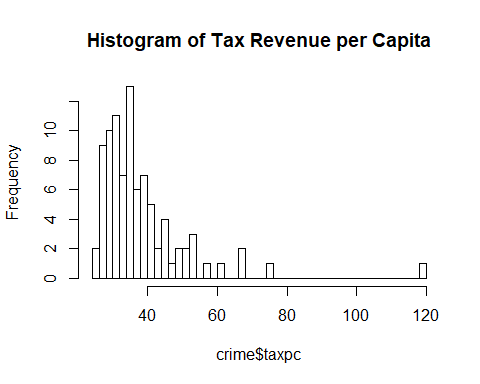 Histogram of Tax Revenue per Capita
Frequency
0 2 4 6 8 10
40 60 80 100 120
crime$taxpc